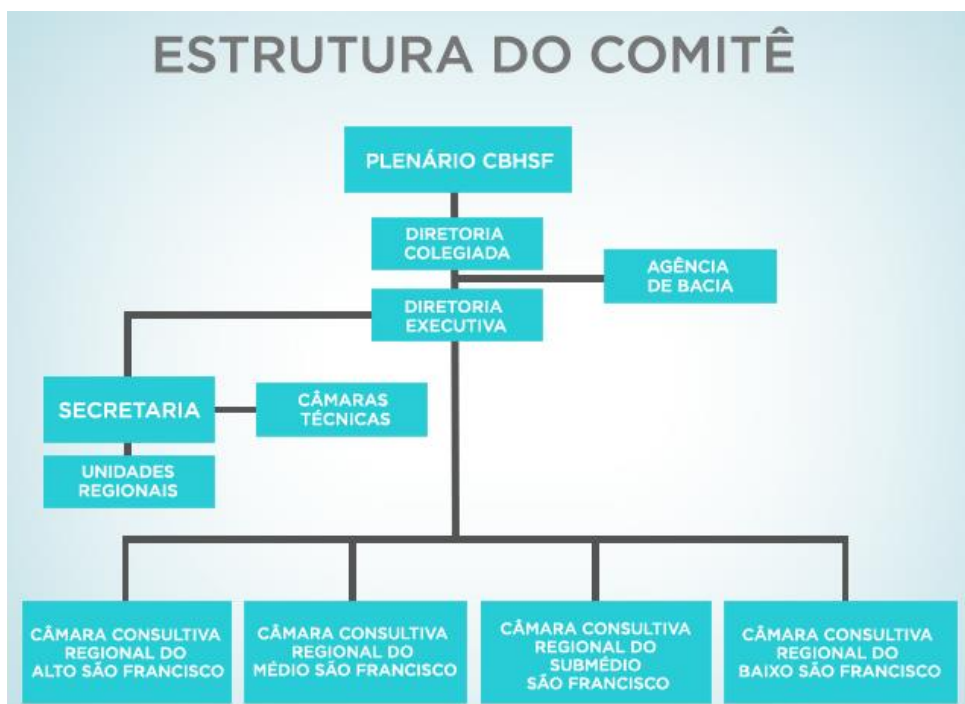 ESTRUTURA DO COMITÊ
PLENÁRIO CBHSF
DIRETORIA
COLEGIADA
AGÊNCIA
DE BACIA
DIRETORIA
EXECUTIVA
SECRETARIA
CÂMARAS
TÉCNICAS
UNIDADES
REGIONAIS
CÂMARA CONSULTIVA
REGIONAL DO
ALTO SÃO FRANCISCO
CÂMARA CONSULTIVA
REGIONAL DO
MÉDIO SÃO FRANCISCO
CÂMARA CONSULTIVA
REGIONAL DO
SUBMÉDIO
SÃO FRANCISCO
CÂMARA CONSULTIVA
REGIONAL DO
BAIXO SÃO FRANCISCO